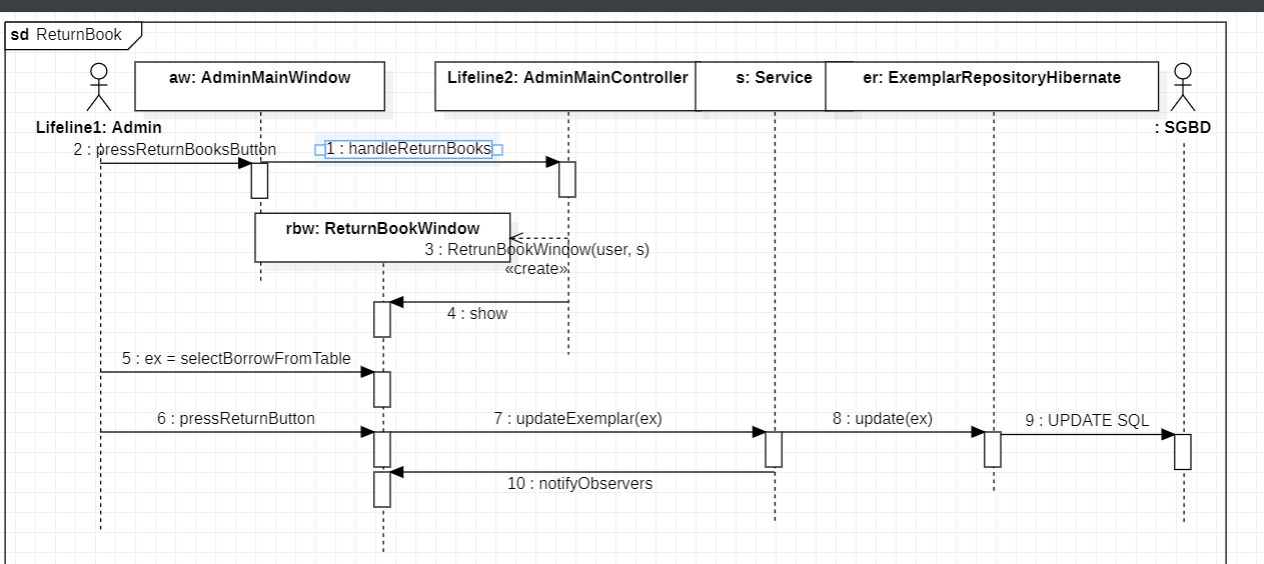 sd ReturnBook
aw: AdminMainWindow
Lifeline2: AdminMainController
s: Service
er: ExemplarRepositoryHibernate
Lifeline1: Admin
: SGBD
2 : pressReturnBooksButton
1 : handleReturnBooks
rbw: ReturnBookWindow
3 : RetrunBookWindow(user, s)
«create»
4 : show
5 : ex = selectBorrowFromTable
6 : pressReturnButton
7 : updateExemplar(ex)
8 : update(ex)
9 : UPDATE SQL
10 : notifyObservers